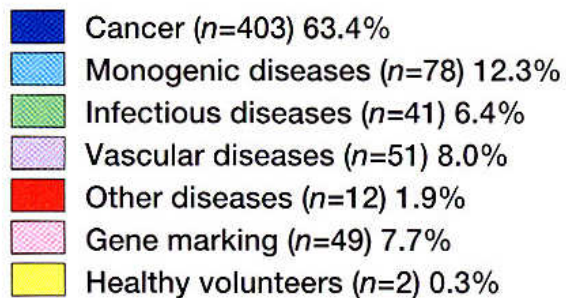 Cancer (n=403) 63.4%
Monogenic diseases (n=78) 12.3%
Infectious diseases (n=41) 6.4%
Vascular diseases (n=51) 8.0%
Other diseases (n=12) 1.9%
Gene marking (n=49) 7.7%
Healthy volunteers (n=2) 0.3%